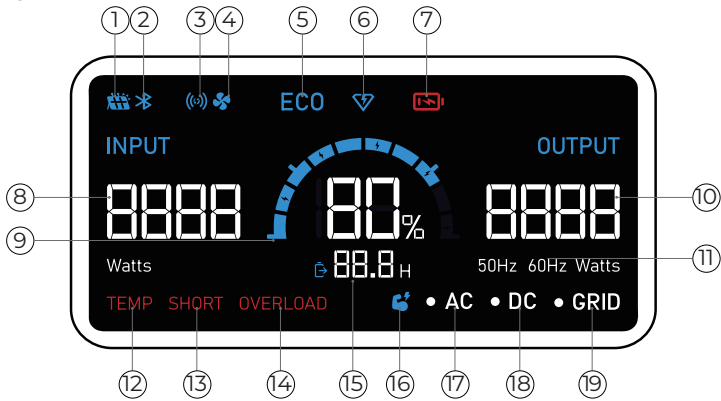 1 2 3 4 5 6 7
ECO
INPUT OUTPUT
8 8888 80% 8888 10
9
Watts 88.8 H 50Hz 60Hz Watts 11
TEMP SHORT OVERLOAD AC DC GRID
12 13 14 15 16 17 18 19